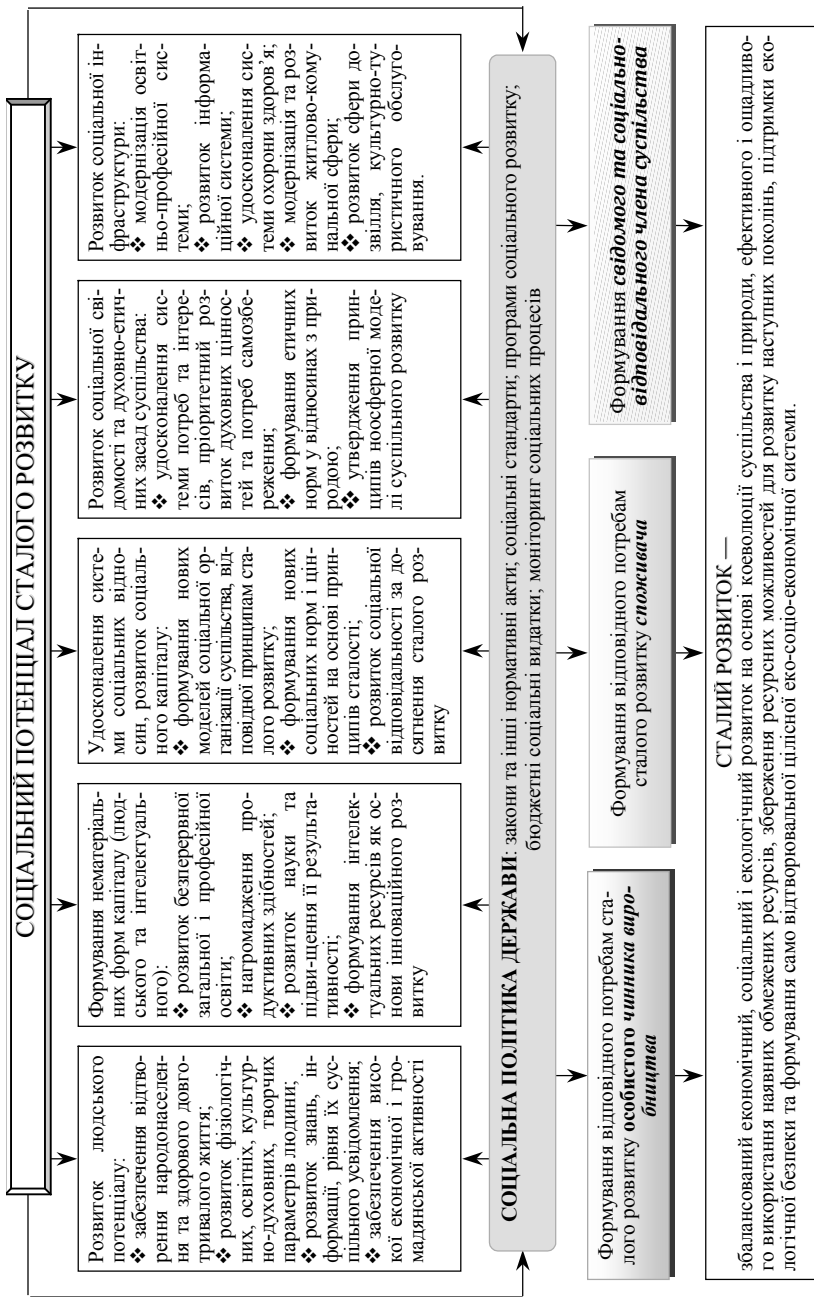 СОЦІАЛЬНИЙ ПОТЕНЦІАЛ СТАЛОГО РОЗВИТКУ
Розвиток людського
потенціалу:
❖ забезпечення відтво-
рення народонаселен-
ня та здорового довго-
тривалого життя;
❖ розвиток фізіологіч-
них, освітніх, культур-
но-духовних, творчих
параметрів людини;
❖ розвиток знань, ін-
формації, рівня їх сус-
пільного усвідомлення;
❖ забезпечення висо-
кої економічної і гро-
мадянської активності
Формування нематеріаль-
них форм капіталу (люд-
ського та інтелектуаль-
ного):
❖ розвиток безперервної
загальної і професійної
освіти;
❖ нагромадження про-
дуктивних здібностей;
❖ розвиток науки та
підви-щення її результа-
тивності;
❖ формування інтелек-
туальних ресурсів як ос-
нови інноваційного роз-
витку
Удосконалення систе-
ми соціальних відно-
син, розвиток соціаль-
ного капіталу:
❖ формування нових
моделей соціальної ор-
ганізації суспільства, від-
повідної принципам ста-
лого розвитку;
❖ формування нових
соціальних норм і цін-
ностей на основі прин-
ципів сталості;
❖ розвиток соціальної
відповідальності за до-
сягнення сталого роз-
витку
Розвиток соціальної сві-
домості та духовно-етич-
них засад суспільства:
❖ удосконалення сис-
теми потреб та інтере-
сів, пріоритетний роз-
виток духовних ціннос-
тей та потреб самозбе-
реження;
❖ формування етичних
норм у відносинах з при-
родою;
❖ утвердження прин-
ципів ноосферної моде-
лі суспільного розвитку
Розвиток соціальної ін-
фраструктури:
❖ модернізація освіт-
ньо-професійної сис-
теми;
❖ розвиток інформа-
ційної системи;
❖ удосконалення сис-
теми охорони здоров'я;
❖ модернізація та роз-
виток житлово-кому-
нальної сфери;
❖ розвиток сфери до-
звілля, культурно-ту-
ристичного обслуго-
вування.
СОЦІАЛЬНА ПОЛІТИКА ДЕРЖАВИ: закони та інші нормативні акти; соціальні стандарти; програми соціального розвитку;
бюджетні соціальні видатки; моніторинг соціальних процесів
Формування відповідного потребам ста-
лого розвитку особистого чинника виро-
бництва
Формування відповідного потребам
сталого розвитку споживача
Формування свідомого та соціально-
відповідального члена суспільства
СТАЛИЙ РОЗВИТОК —
збалансований економічний, соціальний і екологічний розвиток на основі коеволюції суспільства і природи, ефективного і ощадливо-
го використання наявних обмежених ресурсів, збереження ресурсних можливостей для розвитку наступних поколінь, підтримки еко-
логічної безпеки та формування само відтворювальної цілісної еко-соціо-економічної системи.